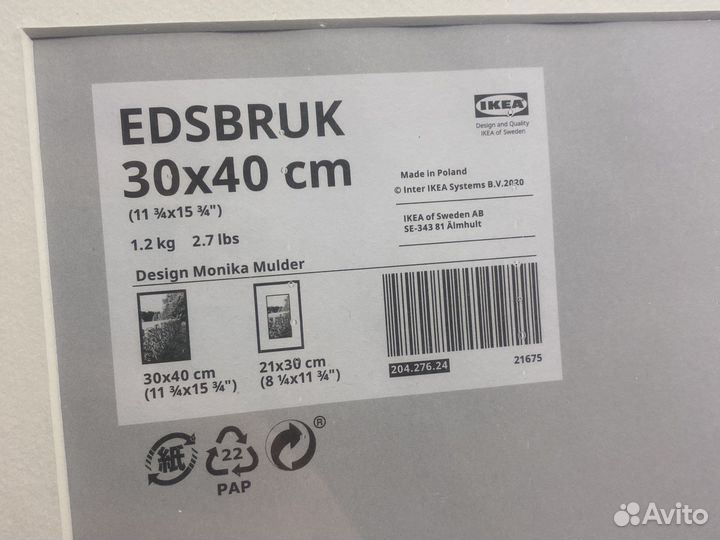 EDSBRUK
30x40 cm
(11 ¾x15 ¾")
1.2 kg 2.7 lbs
Design Monika Mulder
30x40 cm
(11 ¾x15 ¾")
21x30 cm
(8 ¼x11 ¾")
IKEA
Design and Quality
IKEA of Sweden
Made in Poland
© Inter IKEA Systems B.V.2020
IKEA of Sweden AB
SE-343 81 Älmhult
204.276.24
21675
紙
22
PAP
®
Avito